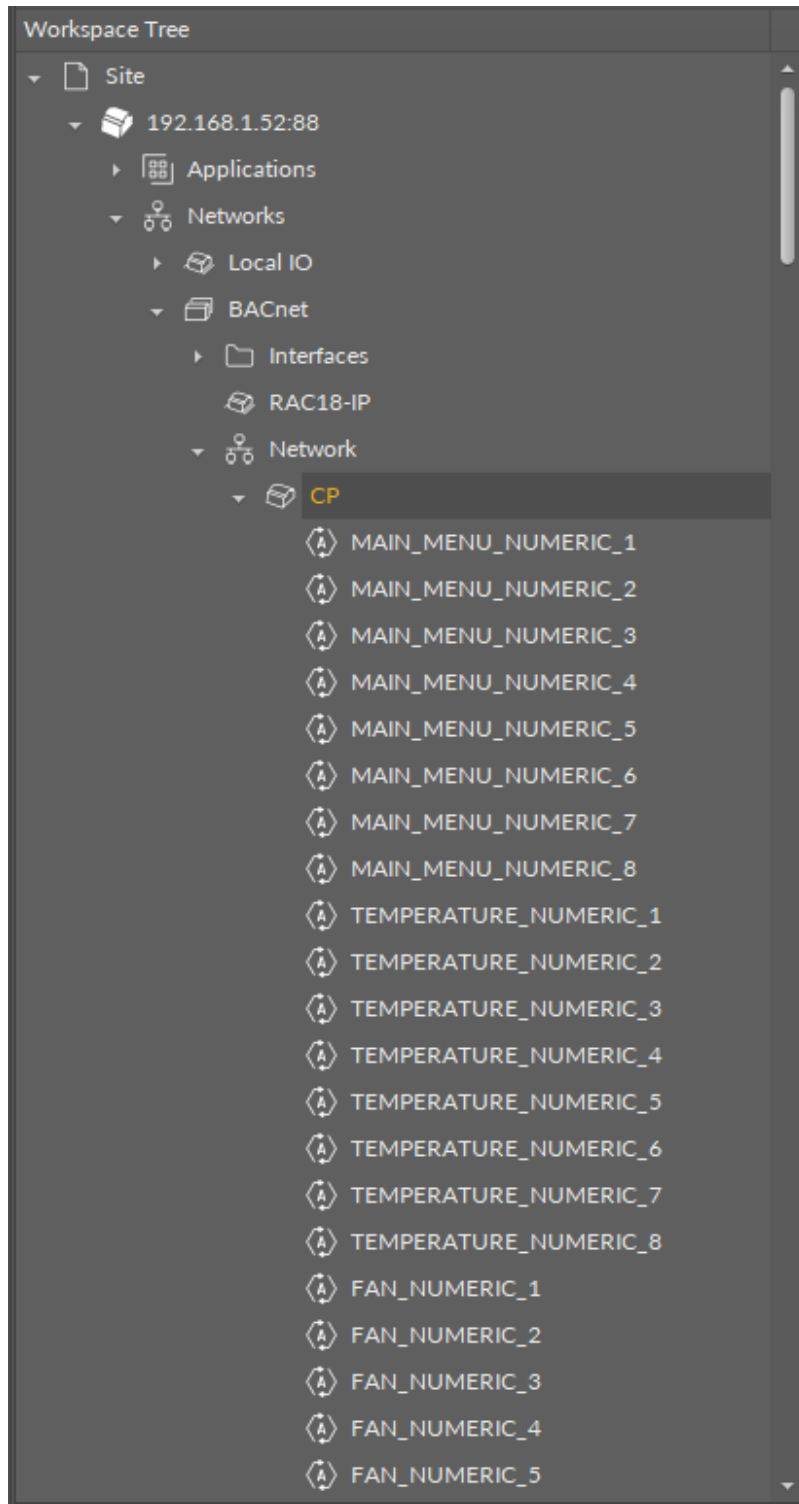 Workspace Tree
Site
192.168.1.52:88
Applications
Networks
Local IO
BACnet
Interfaces
RAC18-IP
Network
CP
MAIN_MENU_NUMERIC_1
MAIN_MENU_NUMERIC_2
MAIN_MENU_NUMERIC_3
MAIN_MENU_NUMERIC_4
MAIN_MENU_NUMERIC_5
MAIN_MENU_NUMERIC_6
MAIN_MENU_NUMERIC_7
MAIN_MENU_NUMERIC_8
TEMPERATURE_NUMERIC_1
TEMPERATURE_NUMERIC_2
TEMPERATURE_NUMERIC_3
TEMPERATURE_NUMERIC_4
TEMPERATURE_NUMERIC_5
TEMPERATURE_NUMERIC_6
TEMPERATURE_NUMERIC_7
TEMPERATURE_NUMERIC_8
FAN_NUMERIC_1
FAN_NUMERIC_2
FAN_NUMERIC_3
FAN_NUMERIC_4
FAN_NUMERIC_5